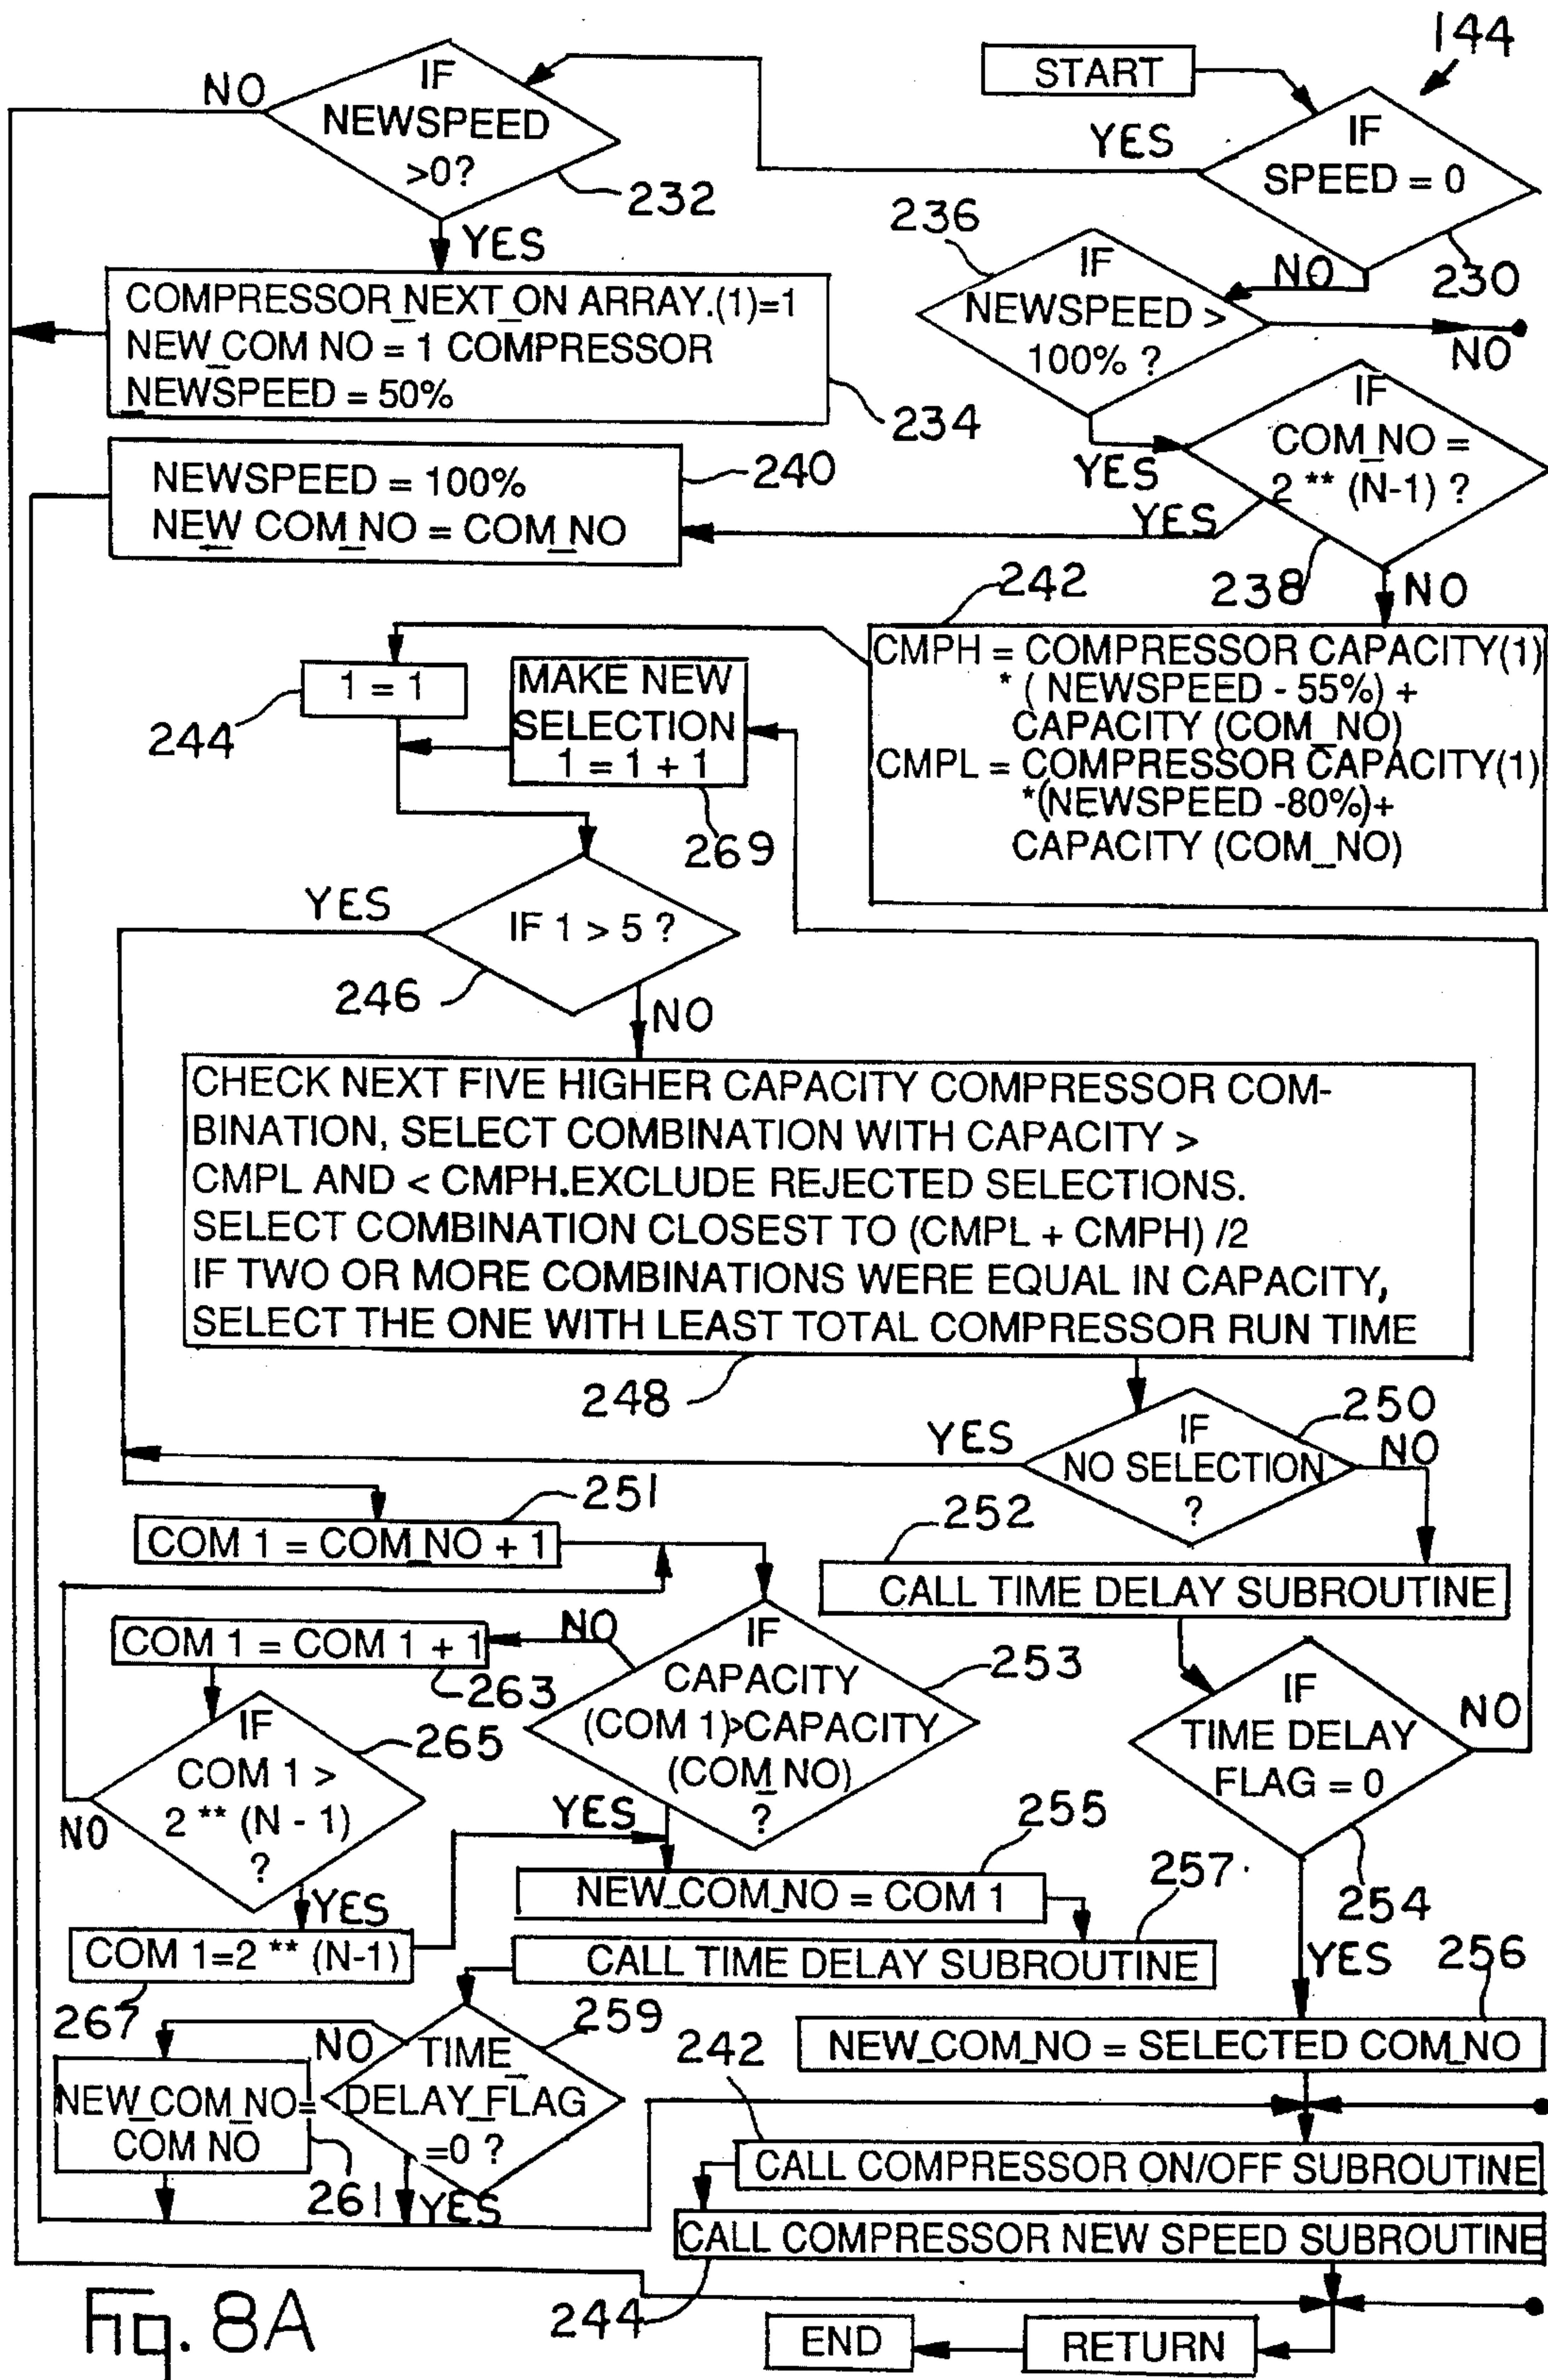 144
START
IF
SPEED = 0
YES
NO
230
IF
NEWSPEED
>0?
NO
232
YES
236
IF
NEWSPEED >
100% ?
NO
YES
COMPRESSOR_NEXT_ON ARRAY.(1)=1
NEW_COM NO = 1 COMPRESSOR
NEWSPEED = 50%
234
IF
COM_NO =
2 ** (N-1) ?
YES
238
NO
NEWSPEED = 100%
NEW COM_NO = COM_NO
240
242
CMPH = COMPRESSOR CAPACITY(1)
* ( NEWSPEED - 55%) +
CAPACITY (COM_NO)
CMPL = COMPRESSOR CAPACITY(1)
*(NEWSPEED -80%)+
CAPACITY (COM_NO)
1 = 1
244
MAKE NEW
SELECTION
1 = 1 + 1
269
IF 1 > 5 ?
YES
246
NO
CHECK NEXT FIVE HIGHER CAPACITY COMPRESSOR COM-
BINATION, SELECT COMBINATION WITH CAPACITY >
CMPL AND < CMPH.EXCLUDE REJECTED SELECTIONS.
SELECT COMBINATION CLOSEST TO (CMPL + CMPH) /2
IF TWO OR MORE COMBINATIONS WERE EQUAL IN CAPACITY,
SELECT THE ONE WITH LEAST TOTAL COMPRESSOR RUN TIME
248
IF
NO SELECTION
?
250
YES
NO
251
COM 1 = COM_NO + 1
252
CALL TIME DELAY SUBROUTINE
IF
CAPACITY
(COM 1)>CAPACITY
(COM_NO)
?
253
NO
YES
COM 1 = COM 1 + 1
263
IF
COM 1 >
2 ** (N - 1)
?
265
NO
YES
IF
TIME DELAY
FLAG = 0
NO
254
YES
255
NEW_COM_NO = COM 1
257.
COM 1=2 ** (N-1)
267
CALL TIME DELAY SUBROUTINE
256
NEW_COM_NO = SELECTED COM_NO
TIME_
DELAY_FLAG
=0 ?
259
NO
YES
NEW_COM_NO=
COM NO
261
242
CALL COMPRESSOR ON/OFF SUBROUTINE
CALL COMPRESSOR NEW SPEED SUBROUTINE
244
RETURN
END
Fig. 8A